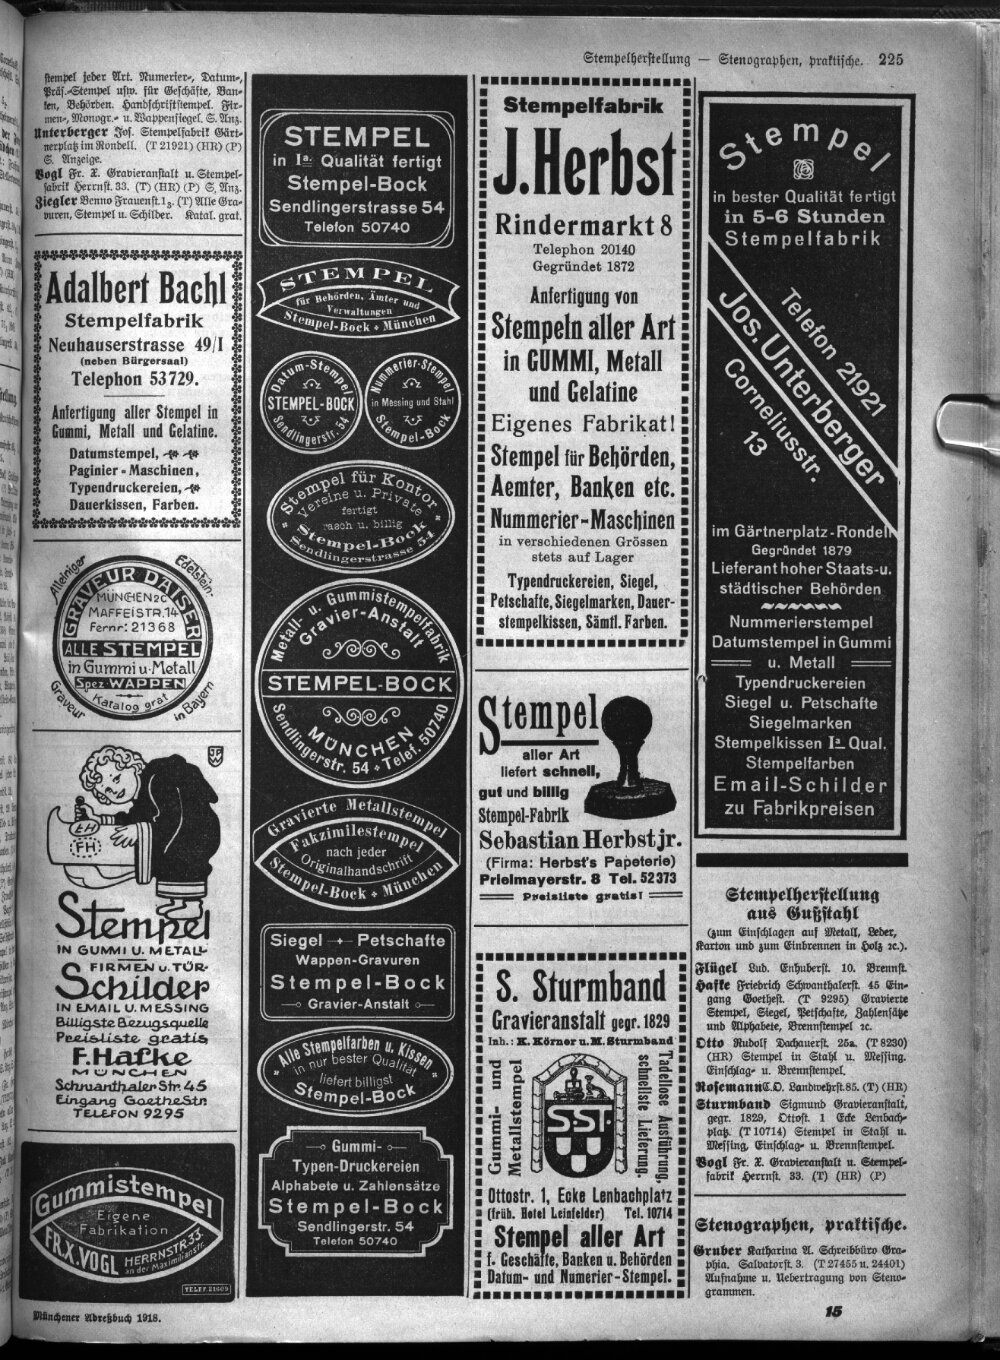 Stempelherstellung — Stenographen, praktische. 225
stempel jeder Art. Numerier-, Datum-,
Präs.-Stempel usw. für Geschäfte, Ban-
ken, Behörden. Handschriftstempel. Fir-
men-, Monogr.- u. Wappensiegel. S. Anz.
Unterberger Jos. Stempelfabrik Gärt-
nerplatz im Rondell. (T 21921) (HR) (P)
S. Anzeige.
Vogl Fr. X. Gravieranstalt u. Stempel-
fabrik Herrnst. 33. (T) (HR) (P) S. Anz.
Ziegler Benno Frauenst. 13. (T) Alle Gra-
vuren, Stempel u. Schilder. Katal. grat.
Adalbert Bachl
Stempelfabrik
Neuhauserstrasse 49/I
(neben Bürgersaal)
Telephon 53729.
Anfertigung aller Stempel in
Gummi, Metall und Gelatine.
Datumstempel,
Paginier-Maschinen,
Typendruckereien,
Dauerkissen, Farben.
Alleiniger Edelstein-
GRAVEUR DAISER
MÜNCHEN 2C
MAFFEISTR. 14
Fernr: 21368
ALLE STEMPEL
in Gummi u. Metall
Spez. WAPPEN
Katalog grat
Graveur in Bayern
FH
FH
Stempel
IN GUMMI U. METALL
FIRMEN U. TÜR-
Schilder
IN EMAIL U. MESSING
Billigste Bezugsquelle
Preisliste gratis
F. Hafke
MÜNCHEN
Schwanthaler Str. 45
Eingang Goethe Str.
TELEFON 9295
Gummistempel
Eigene
Fabrikation
FR. X. VOGL HERRNSTR. 33.
an der Maximilianstr.
TELEF. 21609
Münchener Adreßbuch 1918.
STEMPEL
in Ia Qualität fertigt
Stempel-Bock
Sendlingerstrasse 54
Telefon 50740
STEMPEL
für Behörden, Ämter und
Verwaltungen
Stempel-Bock • München
Datum-Stempel
STEMPEL-BOCK
Sendlingerstr. 54
Nummerier-Stempel
in Messing und Stahl
Stempel-Bock
Stempel für Kontor
Vereine u. Private
fertigt
rasch u. billig
Stempel-Bock
Sendlingerstrasse 54
Metall- u. Gummistempelfabrik
Gravier-Anstalt
STEMPEL-BOCK
MÜNCHEN
Sendlingerstr. 54 • Telef. 50740
Gravierte Metallstempel
Fakzimilestempel
nach jeder
Originalhandschrift
Stempel-Bock • München
Siegel + Petschafte
Wappen-Gravuren
Stempel-Bock
Gravier-Anstalt
Alle Stempelfarben u. Kissen
in nur bester Qualität
liefert billigst
Stempel-Bock
Gummi-
Typen-Druckereien
Alphabete u. Zahlensätze
Stempel-Bock
Sendlingerstr. 54
Telefon 50740
Stempelfabrik
J. Herbst
Rindermarkt 8
Telephon 20140
Gegründet 1872
Anfertigung von
Stempeln aller Art
in GUMMI, Metall
und Gelatine
Eigenes Fabrikat!
Stempel für Behörden,
Aemter, Banken etc.
Nummerier-Maschinen
in verschiedenen Grössen
stets auf Lager
Typendruckereien, Siegel,
Petschafte, Siegelmarken, Dauer-
stempelkissen, Sämtl. Farben.
Stempel
aller Art
liefert schnell,
gut und billig
Stempel-Fabrik
Sebastian Herbst jr.
(Firma: Herbst's Papeterie)
Prielmayerstr. 8 Tel. 52373
Preisliste gratis!
S. Sturmband
Gravieranstalt gegr. 1829
Inh.: K. Körner u. M. Sturmband
Gummi- und
Metallstempel
S.ST.
Tadellose Ausführung,
schnellste Lieferung.
Ottostr. 1, Ecke Lenbachplatz
(früh. Hotel Leinfelder) Tel. 10714
Stempel aller Art
f. Geschäfte, Banken u. Behörden
Datum- und Numerier-Stempel.
Stempel
in bester Qualität fertigt
in 5-6 Stunden
Stempelfabrik
Telefon 21921
Jos. Unterberger
Corneliusstr.
13
im Gärtnerplatz-Rondell
Gegründet 1879
Lieferant hoher Staats-u.
städtischer Behörden
Nummerierstempel
Datumstempel in Gummi
u. Metall
Typendruckereien
Siegel u. Petschafte
Siegelmarken
Stempelkissen Ia Qual.
Stempelfarben
Email-Schilder
zu Fabrikpreisen
Stempelherstellung
aus Gußstahl
(zum Einschlagen auf Metall, Leder,
Karton und zum Einbrennen in Holz ec.).
Flügel Lud. Enhuberst. 10. Brennst.
Hafke Friedrich Schwanthalerst. 45 Ein-
gang Goethest. (T 9295) Gravierte
Stempel, Siegel, Petschafte, Zahlensätze
und Alphabete, Brennstempel ec.
Otto Rudolf Dachauerst. 25a. (T 8230)
(HR) Stempel in Stahl u. Messing.
Einschlag- u. Brennstempel.
Rosemann C. O. Landwehrst. 85. (T) (HR)
Sturmband Sigmund Gravieranstalt,
gegr. 1829, Ottost. 1 Ecke Lenbach-
platz. (T 10714) Stempel in Stahl u.
Messing, Einschlag- u. Brennstempel.
Vogl Fr. X. Gravieranstalt u. Stempel-
fabrik Herrnst. 33. (T) (HR) (P)
Stenographen, praktische.
Gruber Katharina A. Schreibbüro Gra-
phia. Salvatorst. 3. (T 27455 u. 24401)
Aufnahme u. Uebertragung von Steno-
grammen.
15